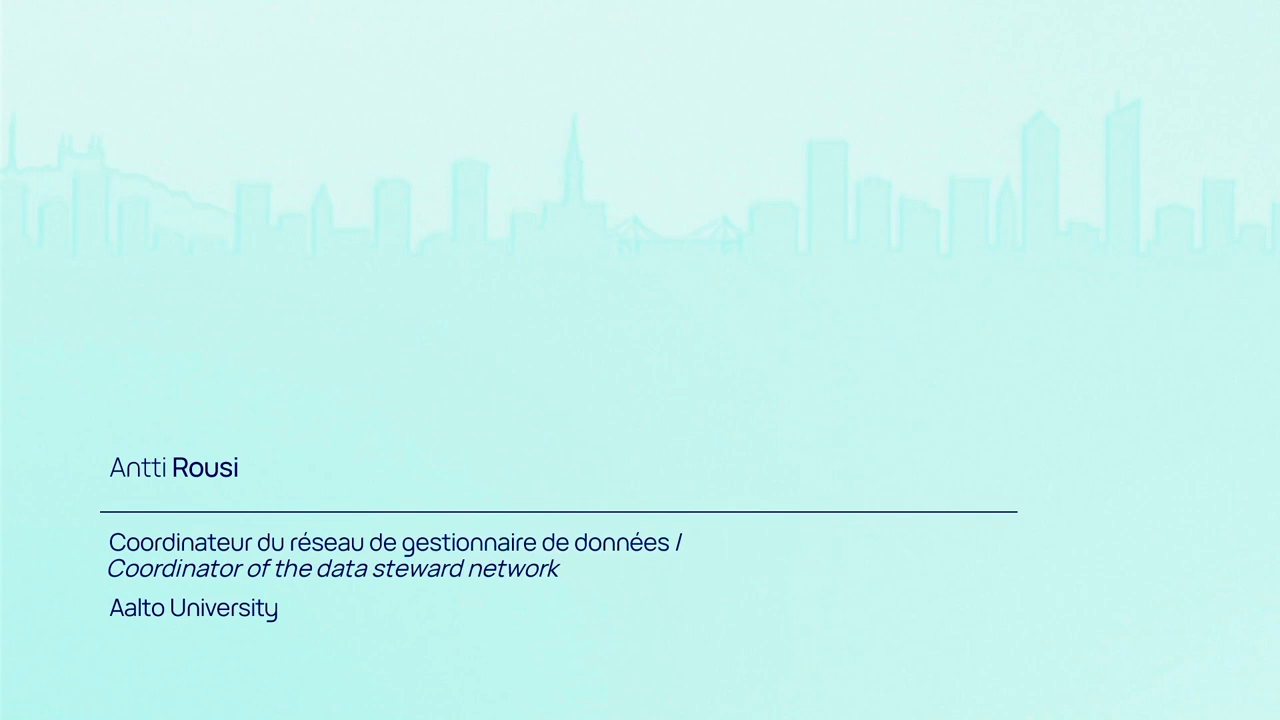 Antti Rousi
Coordinateur du réseau de gestionnaire de données /
Coordinator of the data steward network
Aalto University